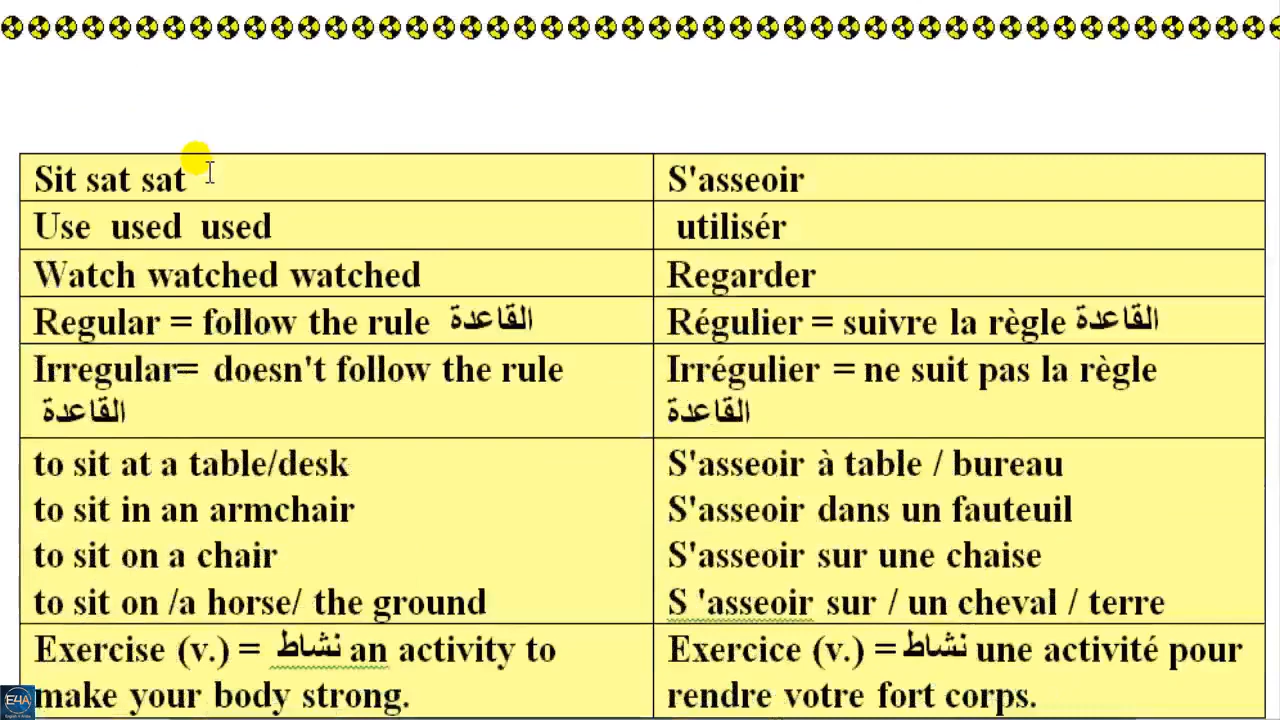 Sit sat sat
S'asseoir
Use used used
utilisér
Watch watched watched
Regarder
Regular = follow the rule القاعدة
Régulier = suivre la règle القاعدة
Irregular= doesn't follow the rule
القاعدة
Irrégulier = ne suit pas la règle
القاعدة
to sit at a table/desk
to sit in an armchair
to sit on a chair
to sit on /a horse/ the ground
S'asseoir à table / bureau
S'asseoir dans un fauteuil
S'asseoir sur une chaise
S 'asseoir sur / un cheval / terre
Exercise (v.) = نشاط an activity to
make your body strong.
Exercice (v.) = نشاط une activité pour
rendre votre fort corps.
E4A